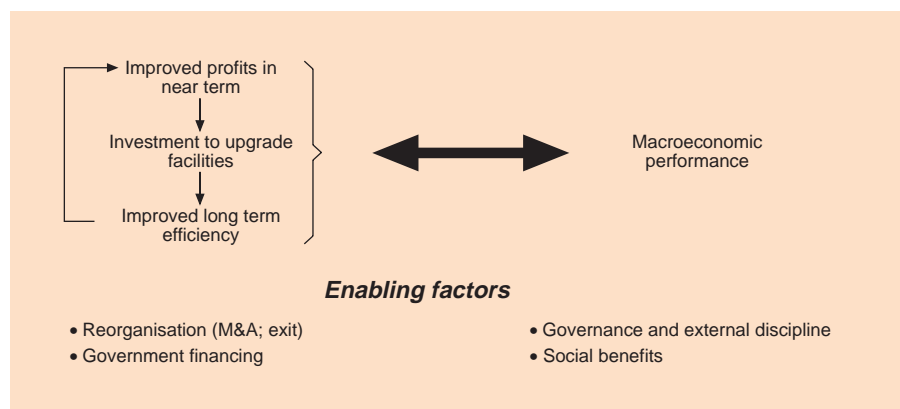 Improved profits in
near term
Investment to upgrade
facilities
Improved long term
efficiency
Macroeconomic
performance
Enabling factors
• Reorganisation (M&A; exit)
• Government financing
• Governance and external discipline
• Social benefits